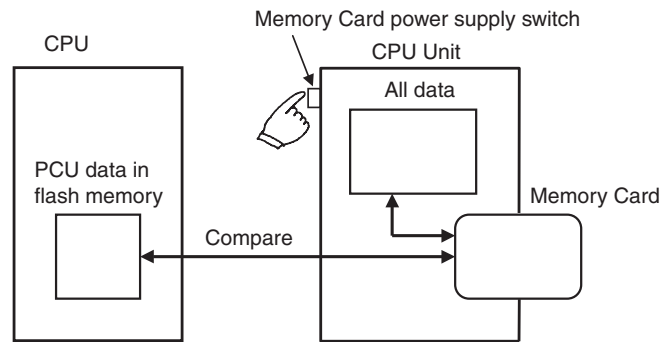 Memory Card power supply switch
CPU
CPU Unit
All data
PCU data in
flash memory
Memory Card
Compare